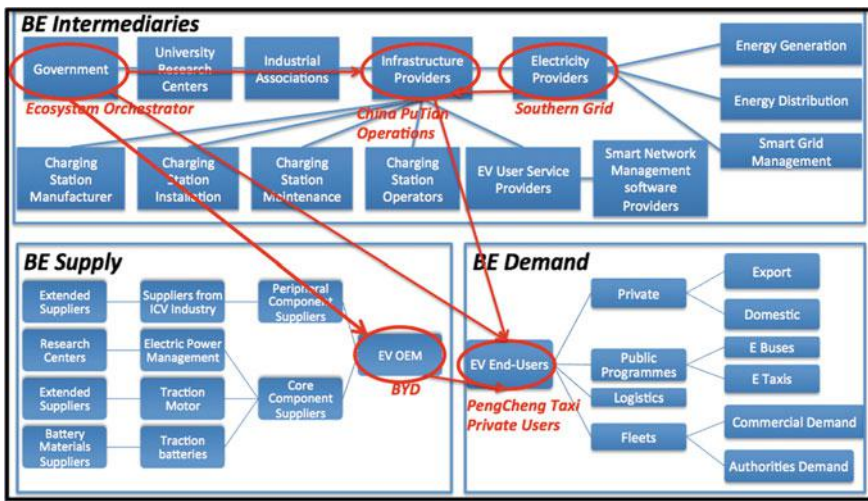 BE Intermediaries
Government
University
Research
Centers
Industrial
Associations
Infrastructure
Providers
Electricity
Providers
Energy Generation
Energy Distribution
Smart Grid
Management
Ecosystem Orchestrator
China PuTian
Operations
Southern Grid
Charging
Station
Manufacturer
Charging
Station
Installation
Charging
Station
Maintenance
Charging
Station
Operators
EV User Service
Providers
Smart Network
Management
software
Providers
BE Supply
Extended
Suppliers
Suppliers from
ICV Industry
Peripheral
Component
Suppliers
Research
Centers
Electric Power
Management
EV OEM
BYD
Extended
Suppliers
Traction
Motor
Core
Component
Suppliers
Battery
Materials
Suppliers
Traction
batteries
BE Demand
EV End-Users
PengCheng Taxi
Private Users
Private
Export
Domestic
Public
Programmes
E Buses
E Taxis
Logistics
Fleets
Commercial Demand
Authorities Demand